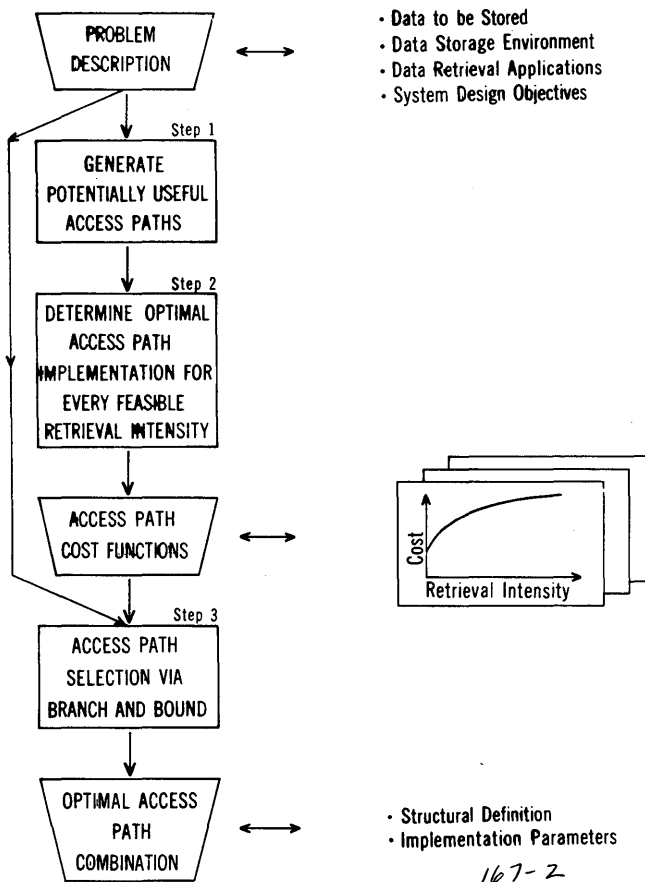 PROBLEM
DESCRIPTION
• Data to be Stored
• Data Storage Environment
• Data Retrieval Applications
• System Design Objectives
Step 1
GENERATE
POTENTIALLY USEFUL
ACCESS PATHS
Step 2
DETERMINE OPTIMAL
ACCESS PATH
IMPLEMENTATION FOR
EVERY FEASIBLE
RETRIEVAL INTENSITY
ACCESS PATH
COST FUNCTIONS
Cost
Retrieval Intensity
Step 3
ACCESS PATH
SELECTION VIA
BRANCH AND BOUND
OPTIMAL ACCESS
PATH
COMBINATION
• Structural Definition
• Implementation Parameters
167-2